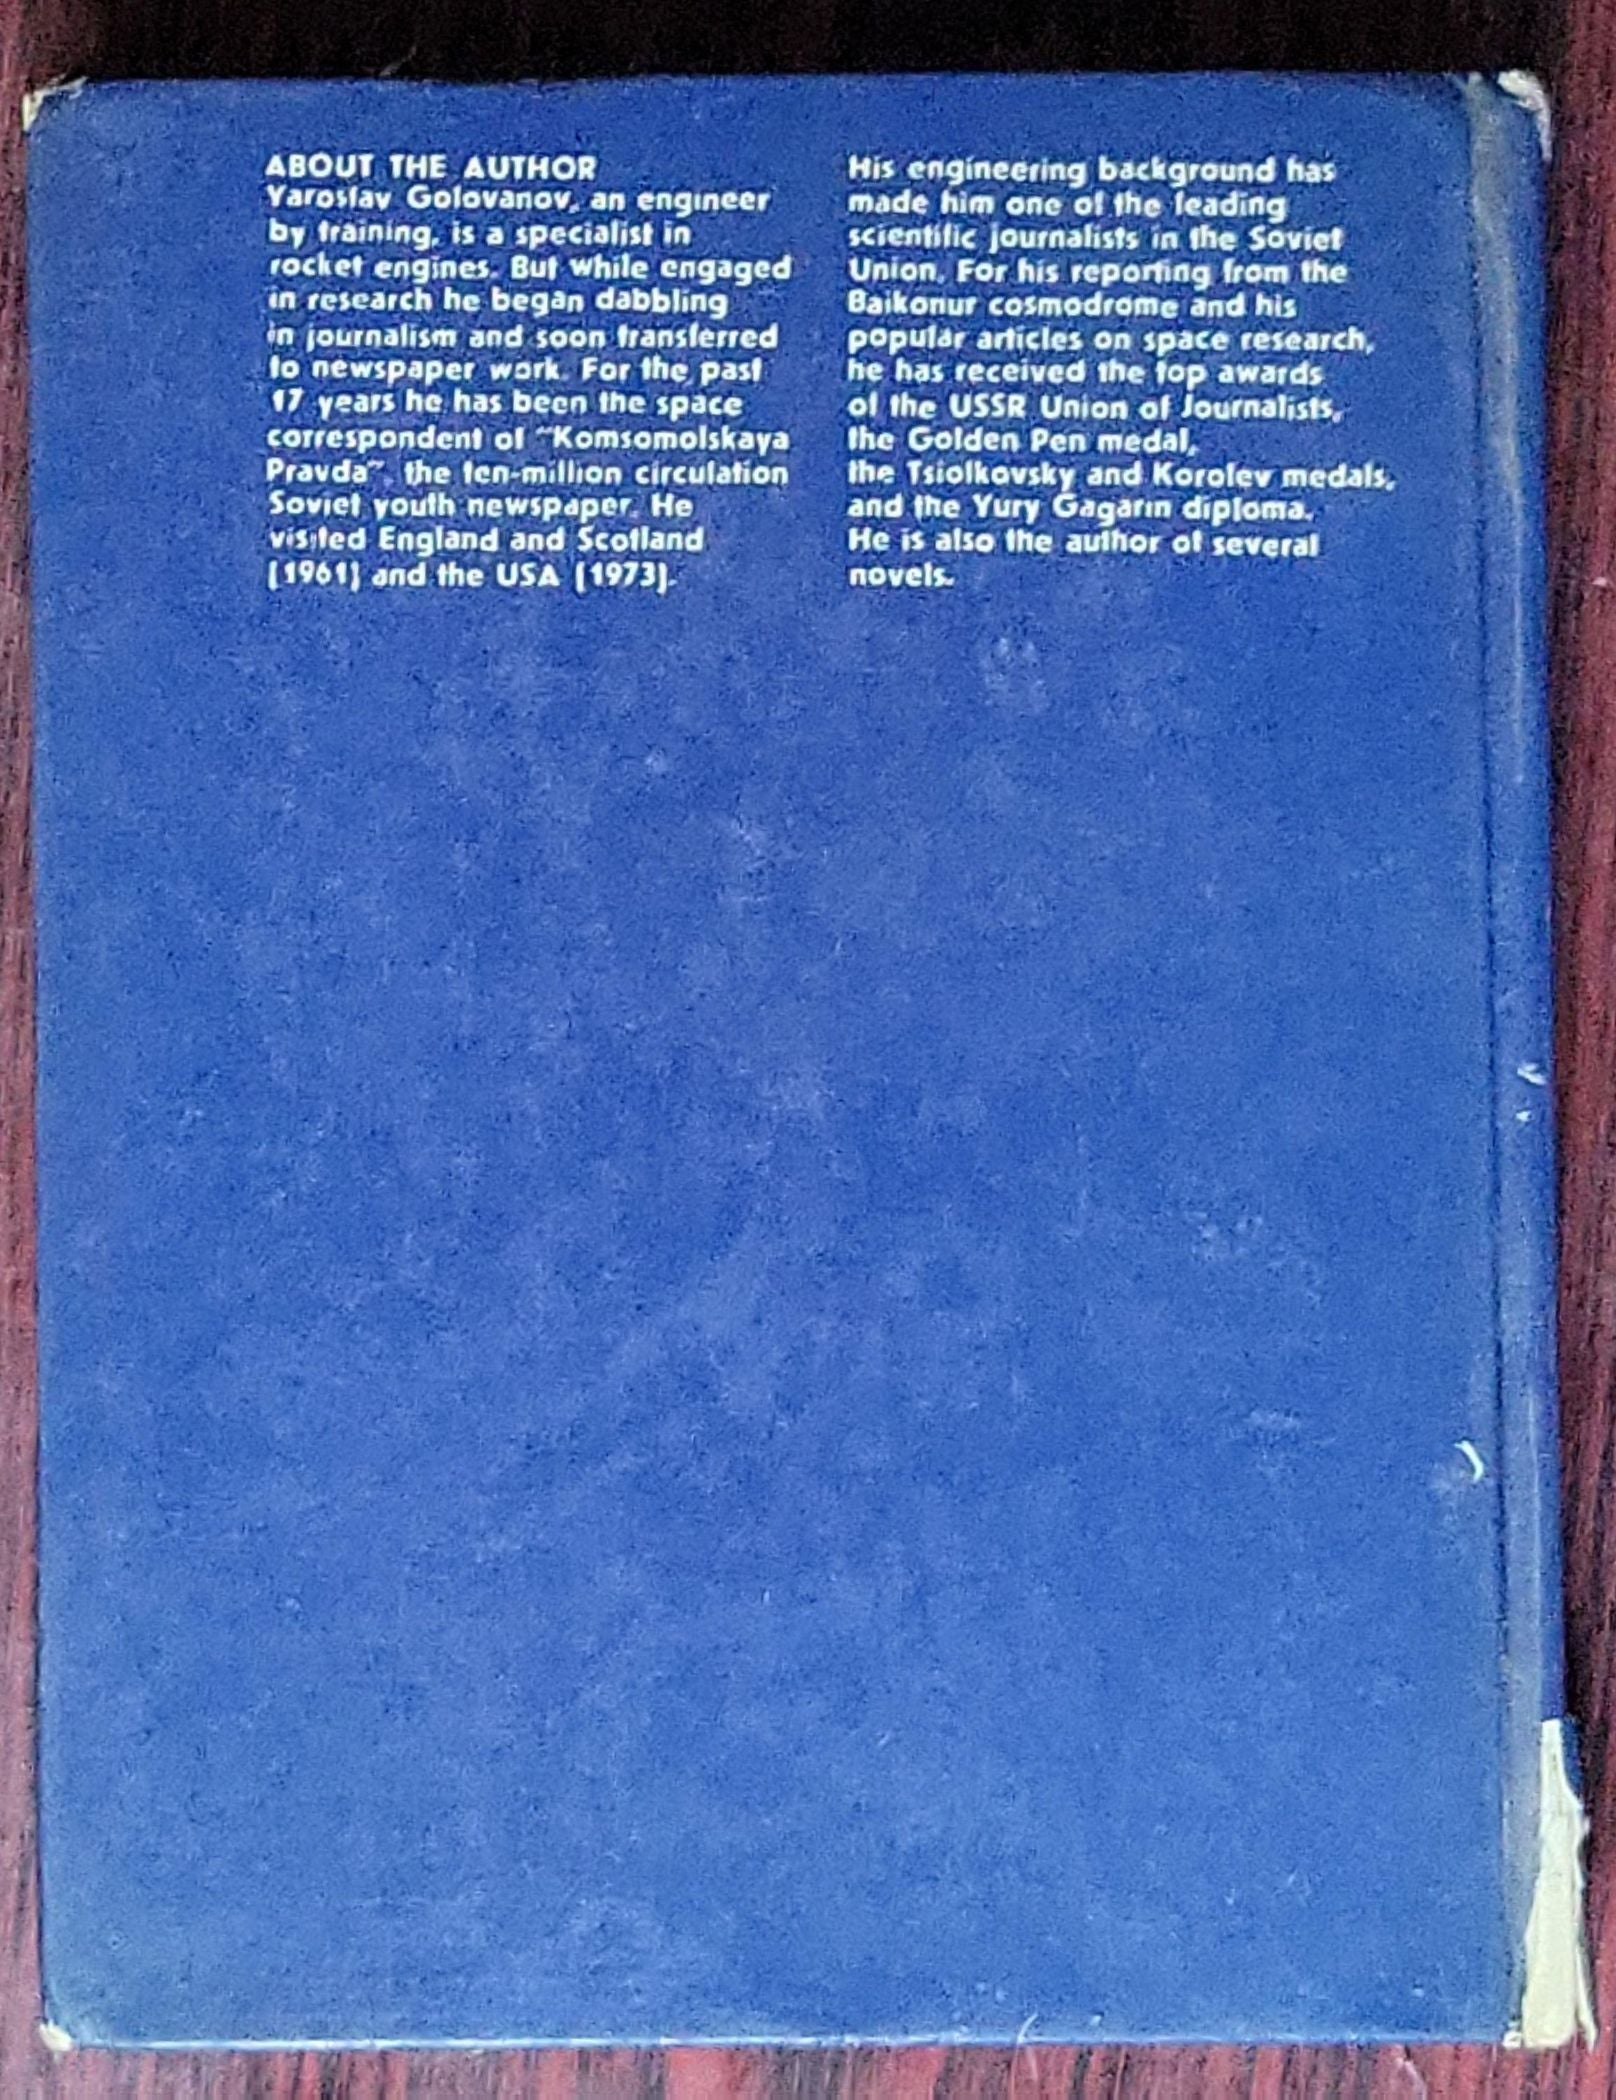 ABOUT THE AUTHOR
Yaroslav Golovanov, an engineer
by training, is a specialist in
rocket engines. But while engaged
in research he began dabbling
in journalism and soon transferred
to newspaper work. For the past
17 years he has been the space
correspondent of "Komsomolskaya
Pravda", the ten-million circulation
Soviet youth newspaper. He
visited England and Scotland
(1961) and the USA (1973).
His engineering background has
made him one of the leading
scientific journalists in the Soviet
Union. For his reporting from the
Baikonur cosmodrome and his
popular articles on space research,
he has received the top awards
of the USSR Union of Journalists,
the Golden Pen medal,
the Tsiolkovsky and Korolev medals,
and the Yury Gagarin diploma.
He is also the author of several
novels.